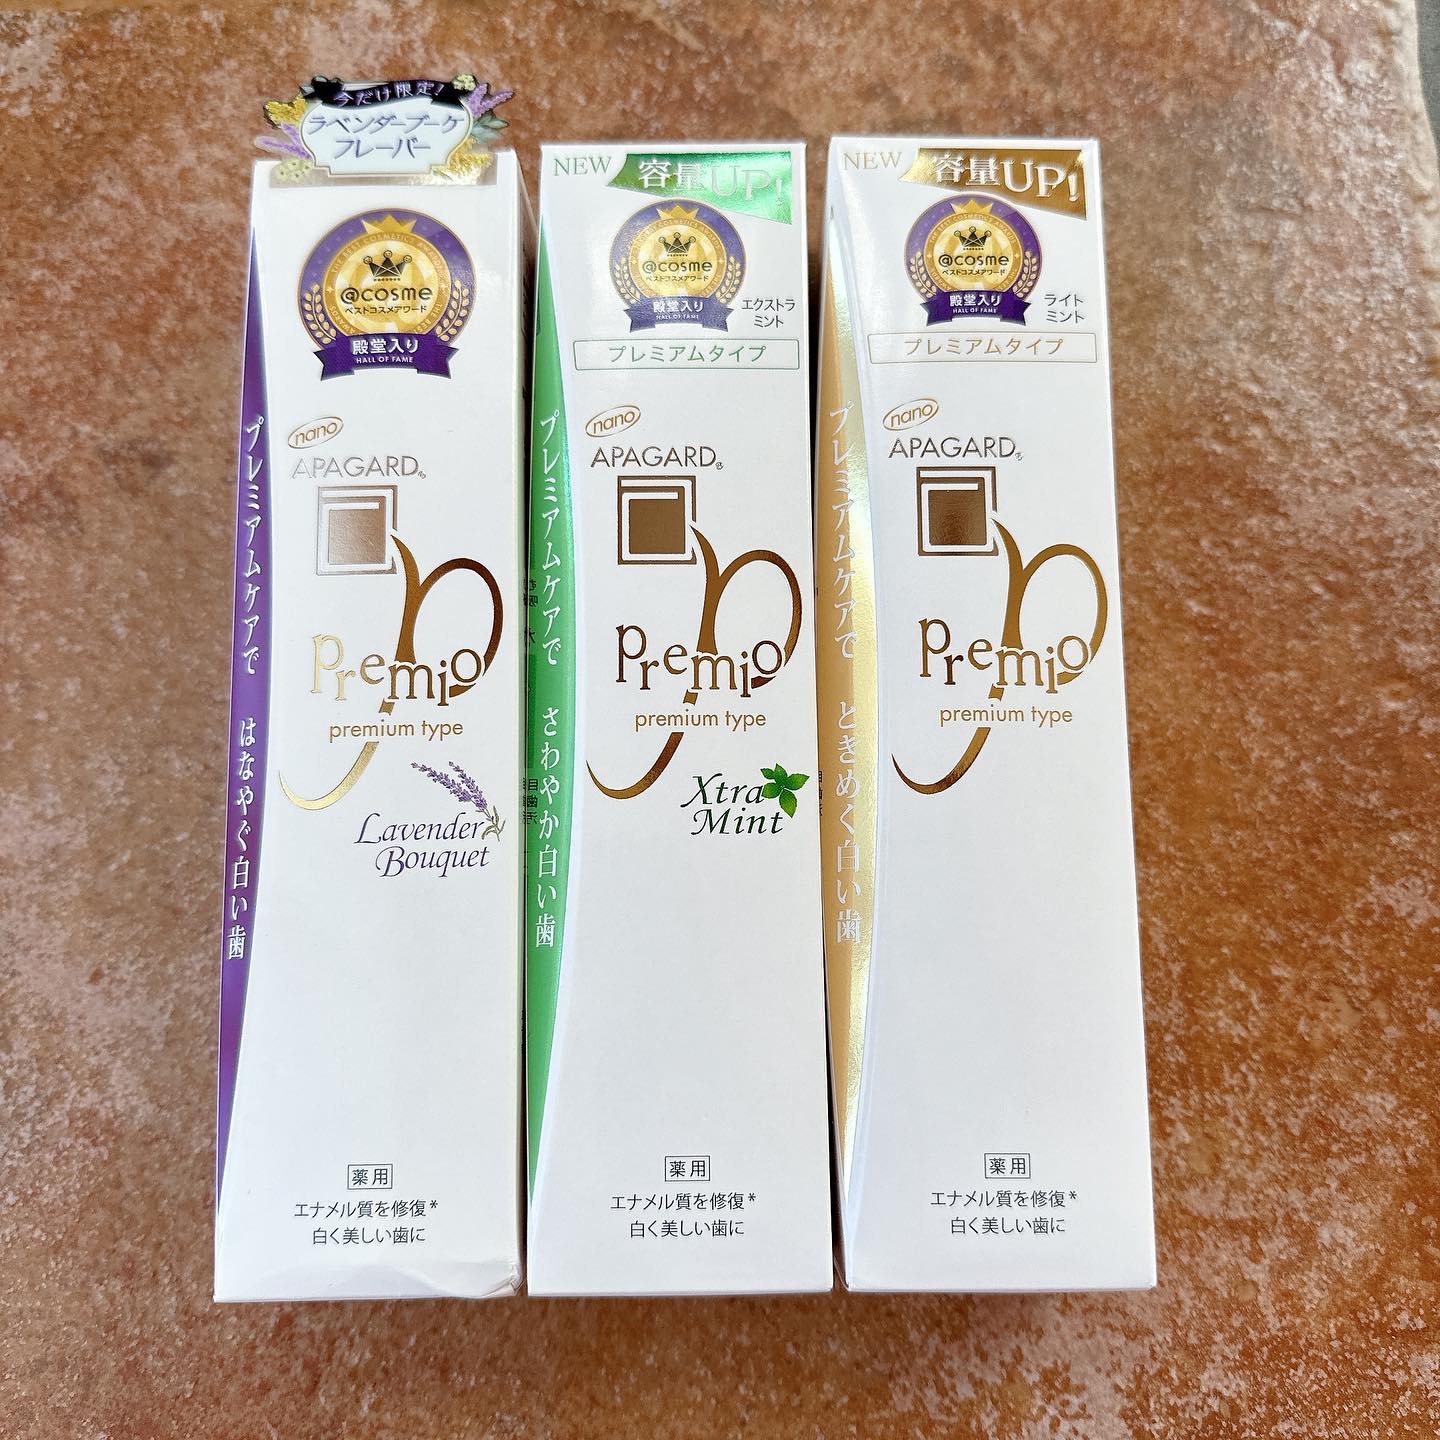 今だけ限定!
ラベンダーブーケ
フレーバー
@cosme
ベストコスメアワード
殿堂入り
HALL OF FAME
プレミアムケアで はなやぐ白い歯
nano
APAGARD®
Premio
premium type
Lavender
Bouquet
薬用
エナメル質を修復*
白く美しい歯に
NEW
容量UP!
@cosme
ベストコスメアワード
殿堂入り
HALL OF FAME
エクストラ
ミント
プレミアムタイプ
プレミアムケアで さわやか白い歯
nano
APAGARD®
Premio
premium type
Xtra
Mint
薬用
エナメル質を修復*
白く美しい歯に
NEW
容量UP!
THE BEST COSMETICS AWARDS
@cosme
ベストコスメアワード
殿堂入り
HALL OF FAME
ライト
ミント
プレミアムタイプ
プレミアムケアで ときめく白い歯
nano
APAGARD®
Premio
premium type
薬用
エナメル質を修復*
白く美しい歯に